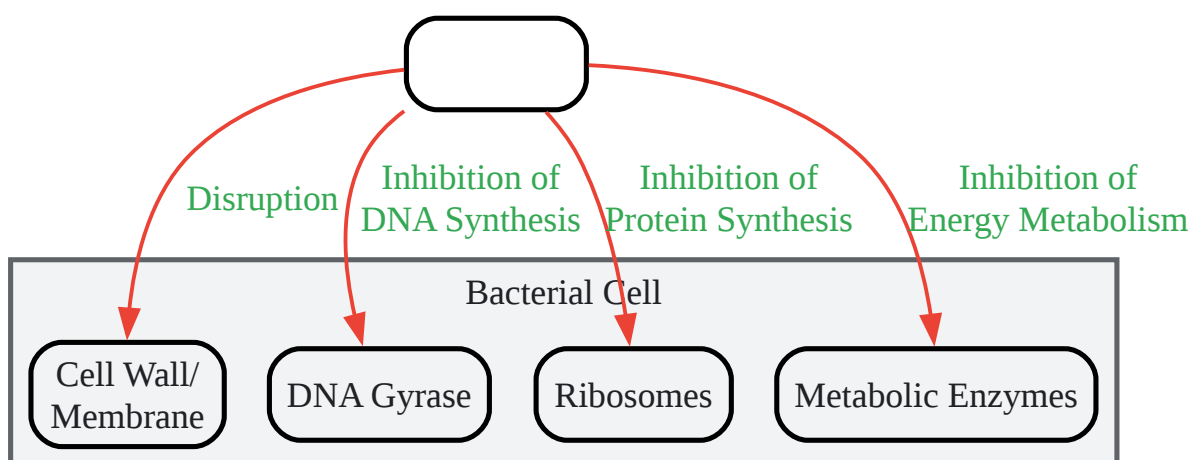 Disruption
Inhibition of
DNA Synthesis
Inhibition of
Protein Synthesis
Inhibition of
Energy Metabolism
Bacterial Cell
Cell Wall/
Membrane
DNA Gyrase
Ribosomes
Metabolic Enzymes